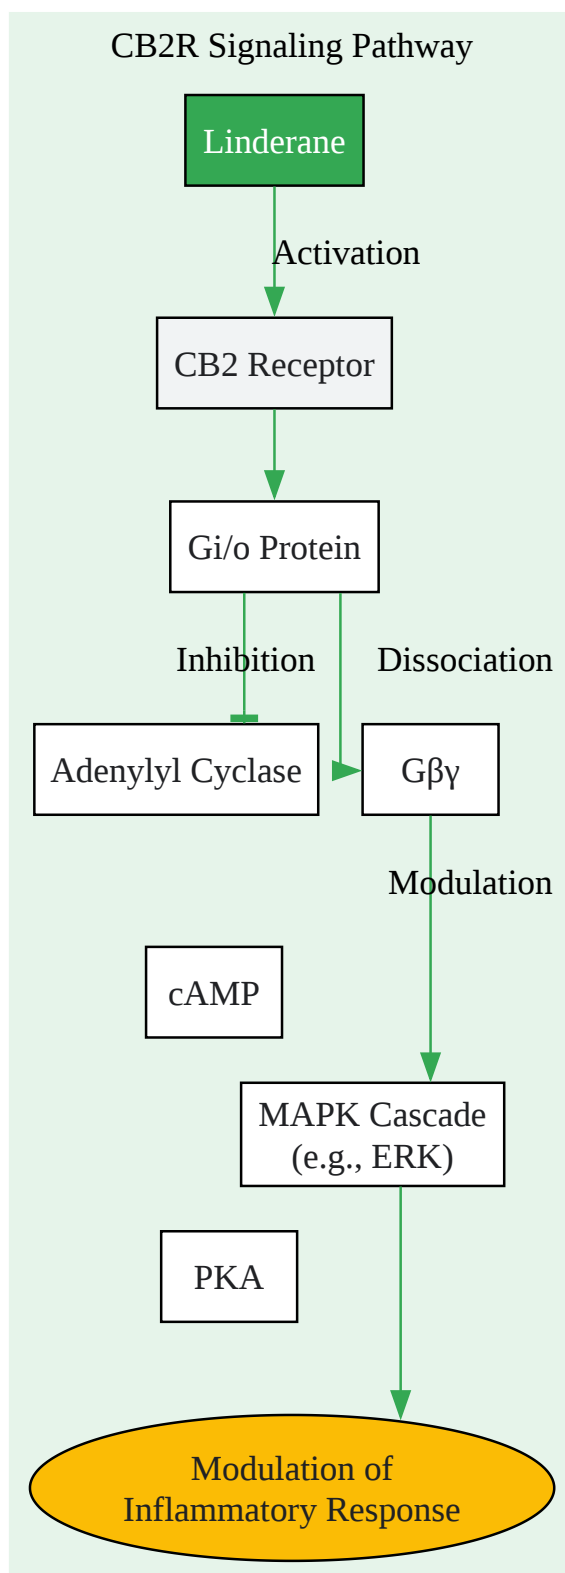 CB2R Signaling Pathway
Linderane
Activation
CB2 Receptor
Gi/o Protein
Inhibition
Dissociation
Adenylyl Cyclase
Gβγ
Modulation
cAMP
MAPK Cascade
(e.g., ERK)
PKA
Modulation of
Inflammatory Response